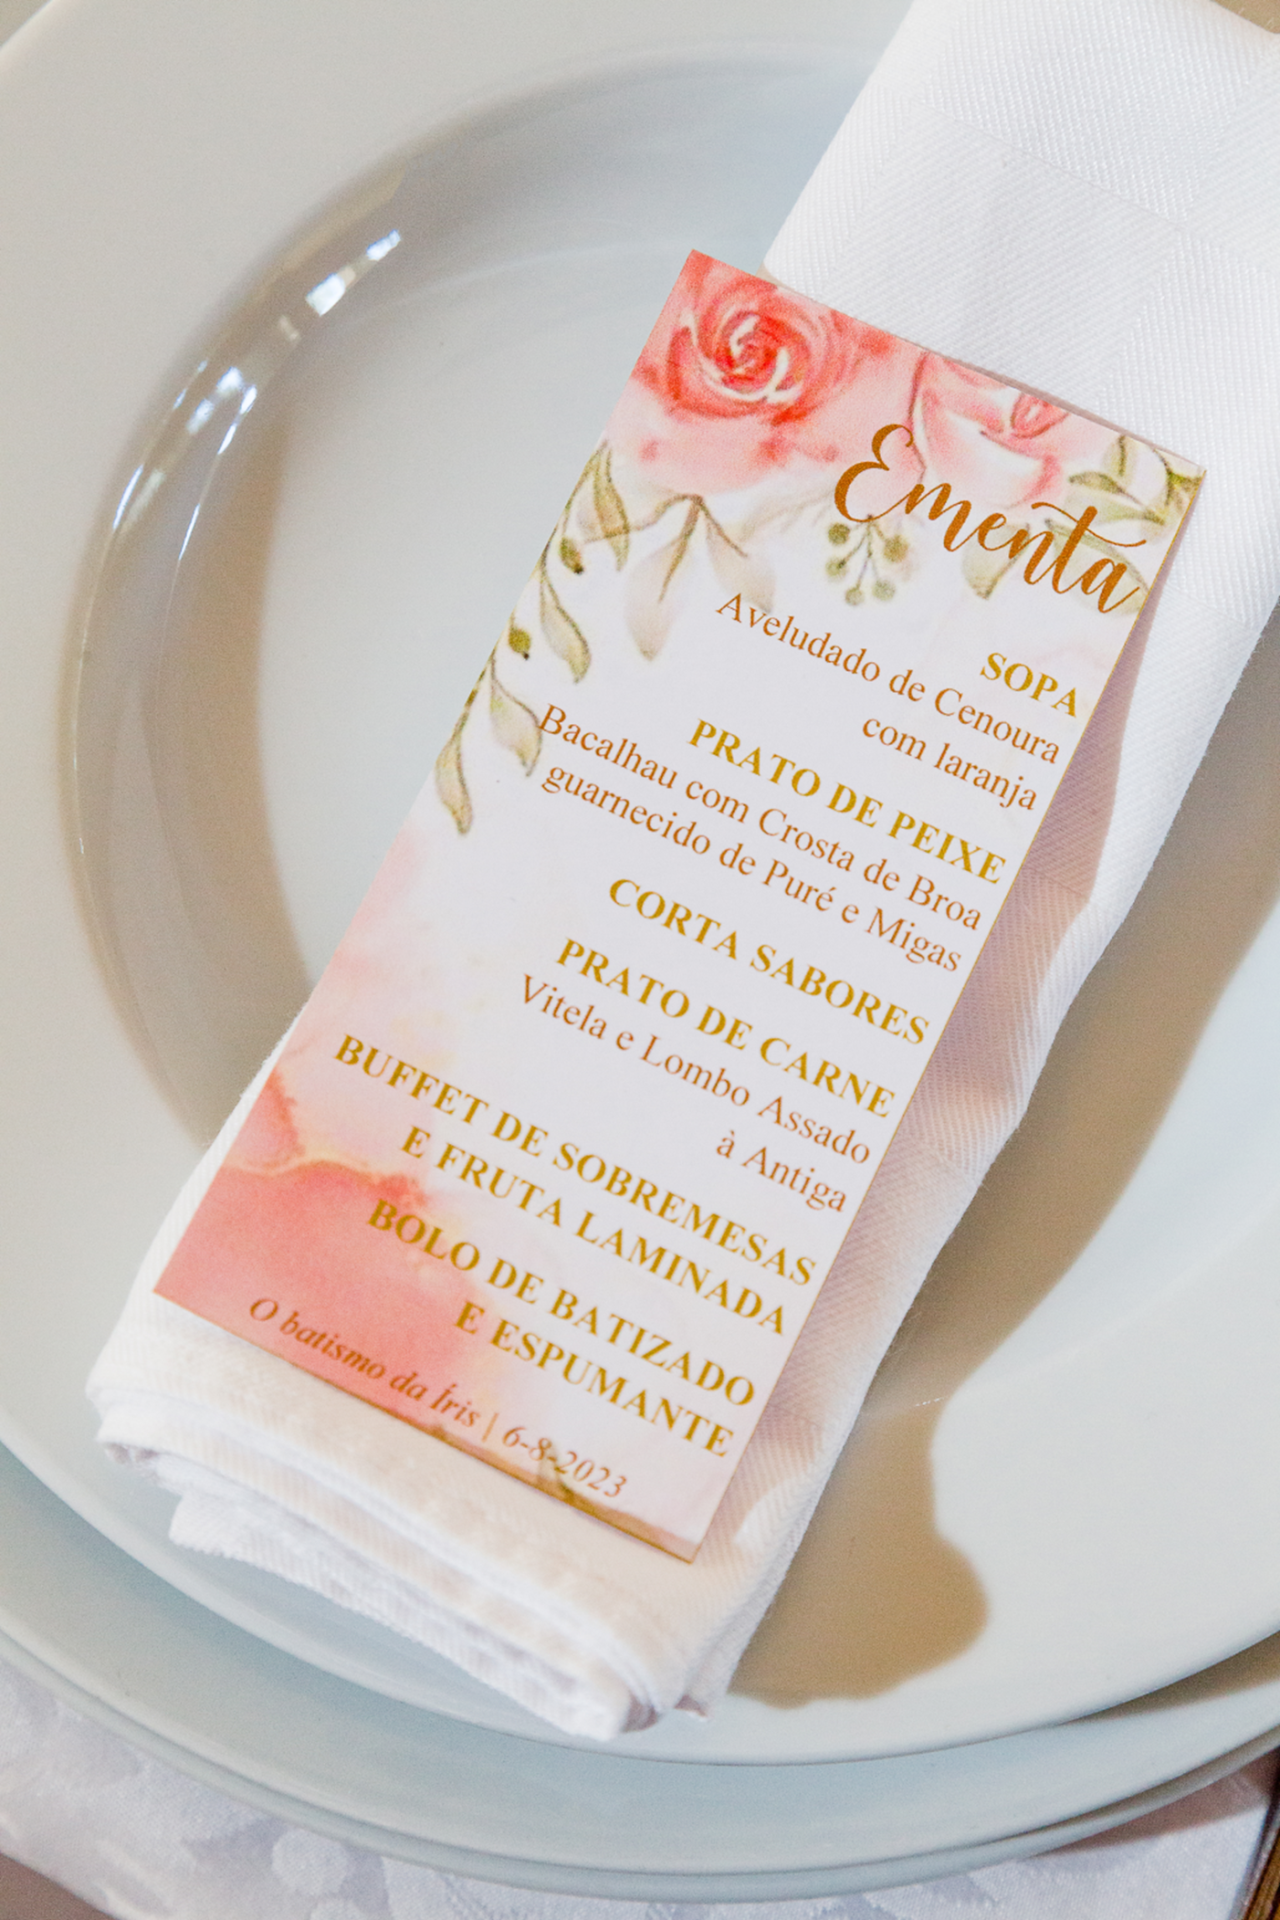 Ementa
SOPA
Aveludado de Cenoura
com laranja
PRATO DE PEIXE
Bacalhau com Crosta de Broa
guarnecido de Puré e Migas
CORTA SABORES
PRATO DE CARNE
Vitela e Lombo Assado
à Antiga
BUFFET DE SOBREMESAS
E FRUTA LAMINADA
BOLO DE BATIZADO
E ESPUMANTE
O batismo da Íris | 6-8-2023